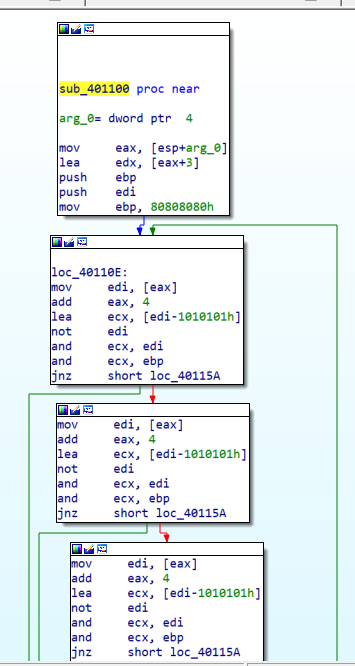 sub_401100 proc near
arg_0= dword ptr  4
mov     eax, [esp+arg_0]
lea     edx, [eax+3]
push    ebp
push    edi
mov     ebp, 80808080h
loc_40110E:
mov     edi, [eax]
add     eax, 4
lea     ecx, [edi-1010101h]
not     edi
and     ecx, edi
and     ecx, ebp
jnz     short loc_40115A
mov     edi, [eax]
add     eax, 4
lea     ecx, [edi-1010101h]
not     edi
and     ecx, edi
and     ecx, ebp
jnz     short loc_40115A
mov     edi, [eax]
add     eax, 4
lea     ecx, [edi-1010101h]
not     edi
and     ecx, edi
and     ecx, ebp
jnz     short loc_40115A